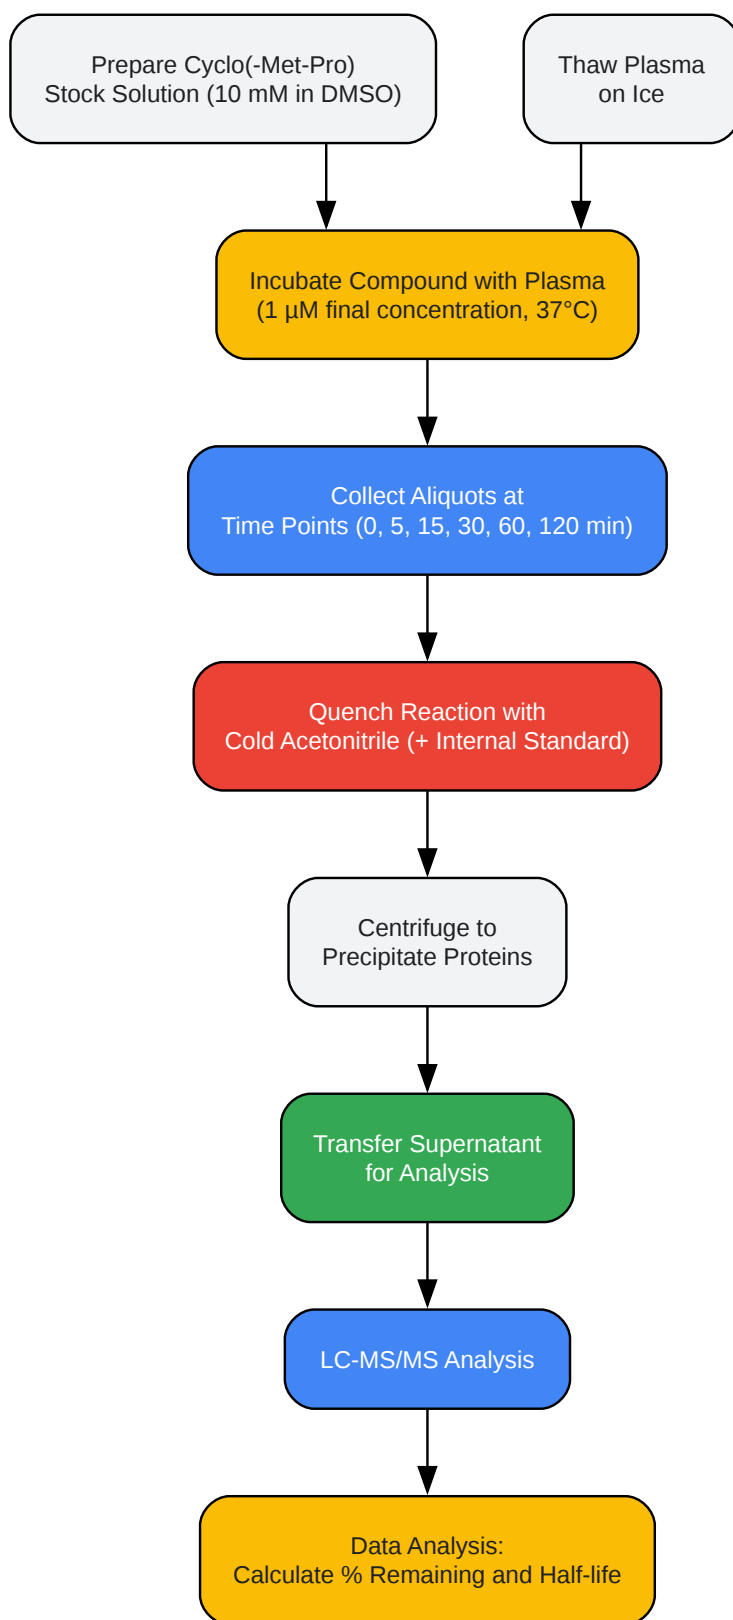 Prepare Cyclo(-Met-Pro)
Stock Solution (10 mM in DMSO)
Thaw Plasma
on Ice
Incubate Compound with Plasma
(1 µM final concentration, 37°C)
Collect Aliquots at
Time Points (0, 5, 15, 30, 60, 120 min)
Quench Reaction with
Cold Acetonitrile (+ Internal Standard)
Centrifuge to
Precipitate Proteins
Transfer Supernatant
for Analysis
LC-MS/MS Analysis
Data Analysis:
Calculate % Remaining and Half-life